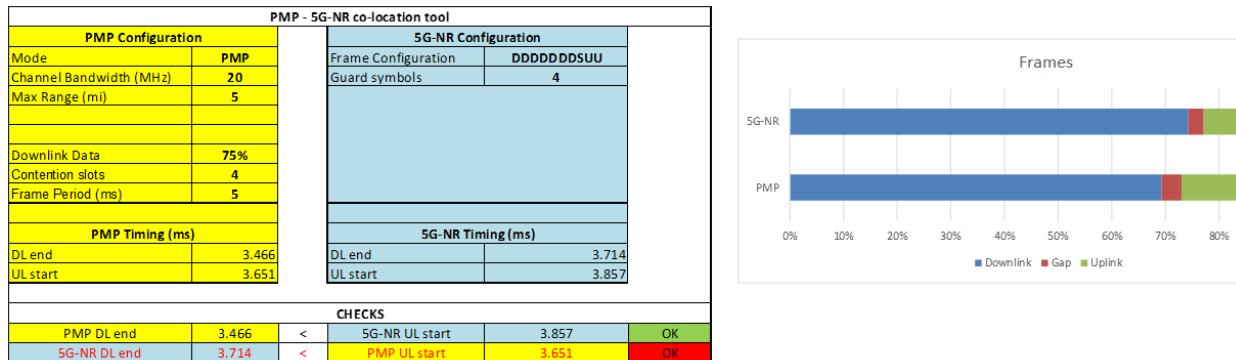 PMP - 5G-NR co-location tool
PMP Configuration 5G-NR Configuration
Mode PMP Frame Configuration DDDDDDDSUU
Channel Bandwidth (MHz) 20 Guard symbols 4
Max Range (mi) 5
Downlink Data 75%
Contention slots 4
Frame Period (ms) 5
PMP Timing (ms) 5G-NR Timing (ms)
DL end 3.466 DL end 3.714
UL start 3.651 UL start 3.857
CHECKS
PMP DL end 3.466 < 5G-NR UL start 3.857 OK
5G-NR DL end 3.714 < PMP UL start 3.651 OK
Frames
5G-NR
PMP
0% 10% 20% 30% 40% 50% 60% 70% 80%
Downlink Gap Uplink